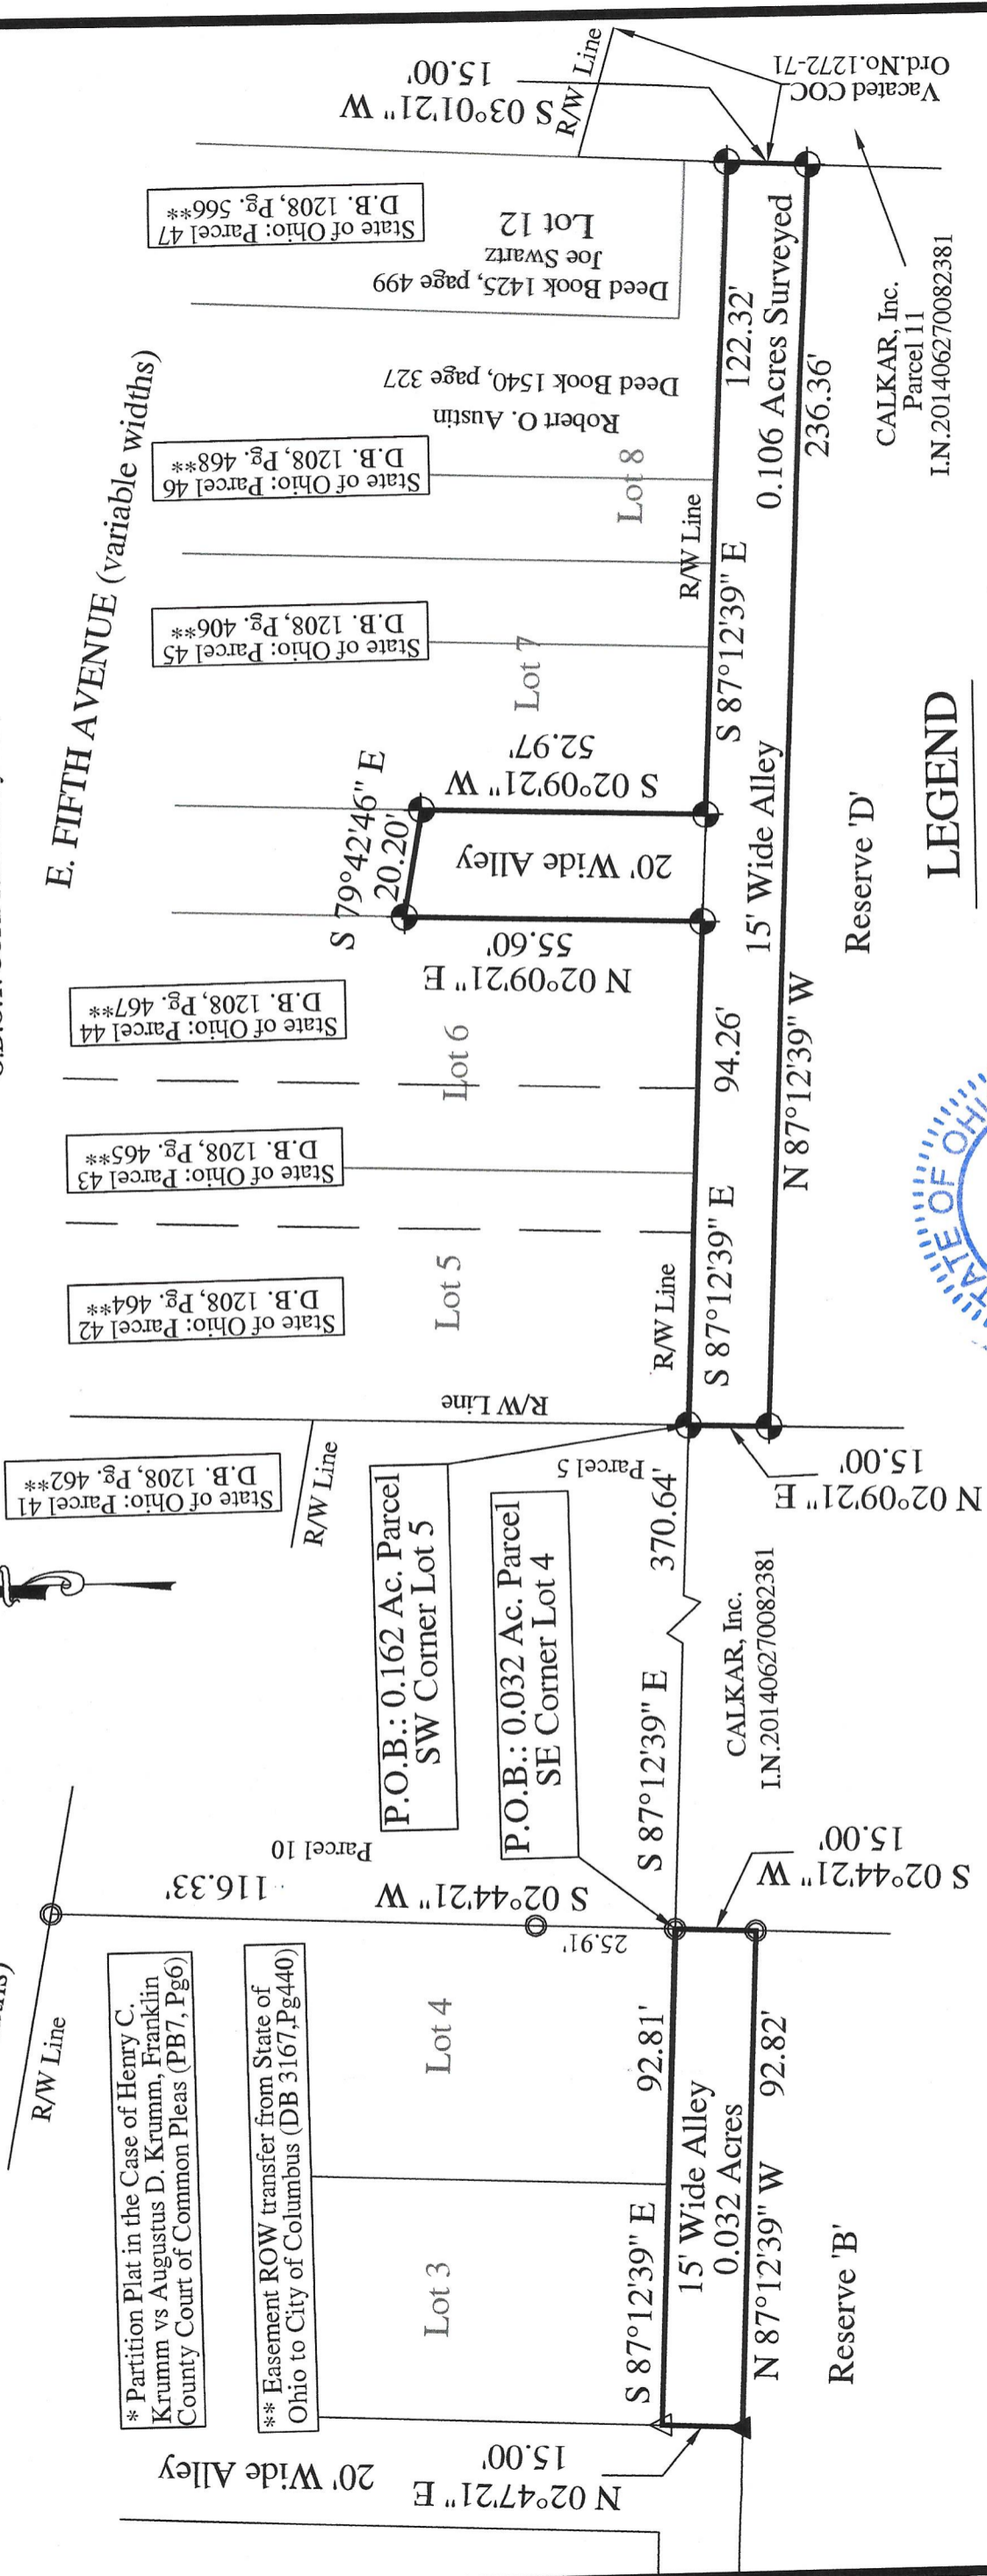 E. FIFTH AVENUE (variable widths)
Vacated COC
Ord.No.1272-71
R/W Line
S 03°01'21" W
15.00'
State of Ohio: Parcel 47
D.B. 1208, Pg. 566**
Lot 12
Joe Swartz
Deed Book 1425, page 499
Robert O. Austin
Deed Book 1540, page 327
State of Ohio: Parcel 46
D.B. 1208, Pg. 468**
Lot 8
State of Ohio: Parcel 45
D.B. 1208, Pg. 406**
Lot 7
R/W Line
S 87°12'39" E
122.32'
0.106 Acres Surveyed
236.36'
CALKAR, Inc.
Parcel 11
I.N.201406270082381
S 79°42'46" E
20.20'
S 02°09'21" W
52.97'
20' Wide Alley
N 02°09'21" E
55.60'
15' Wide Alley
Reserve 'D'
LEGEND
State of Ohio: Parcel 44
D.B. 1208, Pg. 467**
Lot 6
State of Ohio: Parcel 43
D.B. 1208, Pg. 465**
State of Ohio: Parcel 42
D.B. 1208, Pg. 464**
Lot 5
R/W Line
S 87°12'39" E
94.26'
N 87°12'39" W
R/W Line
N 02°09'21" E
15.00'
State of Ohio: Parcel 41
D.B. 1208, Pg. 462**
R/W Line
P.O.B.: 0.162 Ac. Parcel
SW Corner Lot 5
P.O.B.: 0.032 Ac. Parcel
SE Corner Lot 4
Parcel 5
S 87°12'39" E
370.64'
CALKAR, Inc.
I.N.201406270082381
Parcel 10
S 02°44'21" W
116.33'
25.91'
S 02°44'21" W
15.00'
R/W Line
* Partition Plat in the Case of Henry C.
Krumm vs Augustus D. Krumm, Franklin
County Court of Common Pleas (PB7, Pg6)
** Easement ROW transfer from State of
Ohio to City of Columbus (DB 3167,Pg440)
Lot 4
Lot 3
S 87°12'39" E
92.81'
15' Wide Alley
0.032 Acres
N 87°12'39" W
92.82'
Reserve 'B'
20' Wide Alley
N 02°47'21" E
15.00'